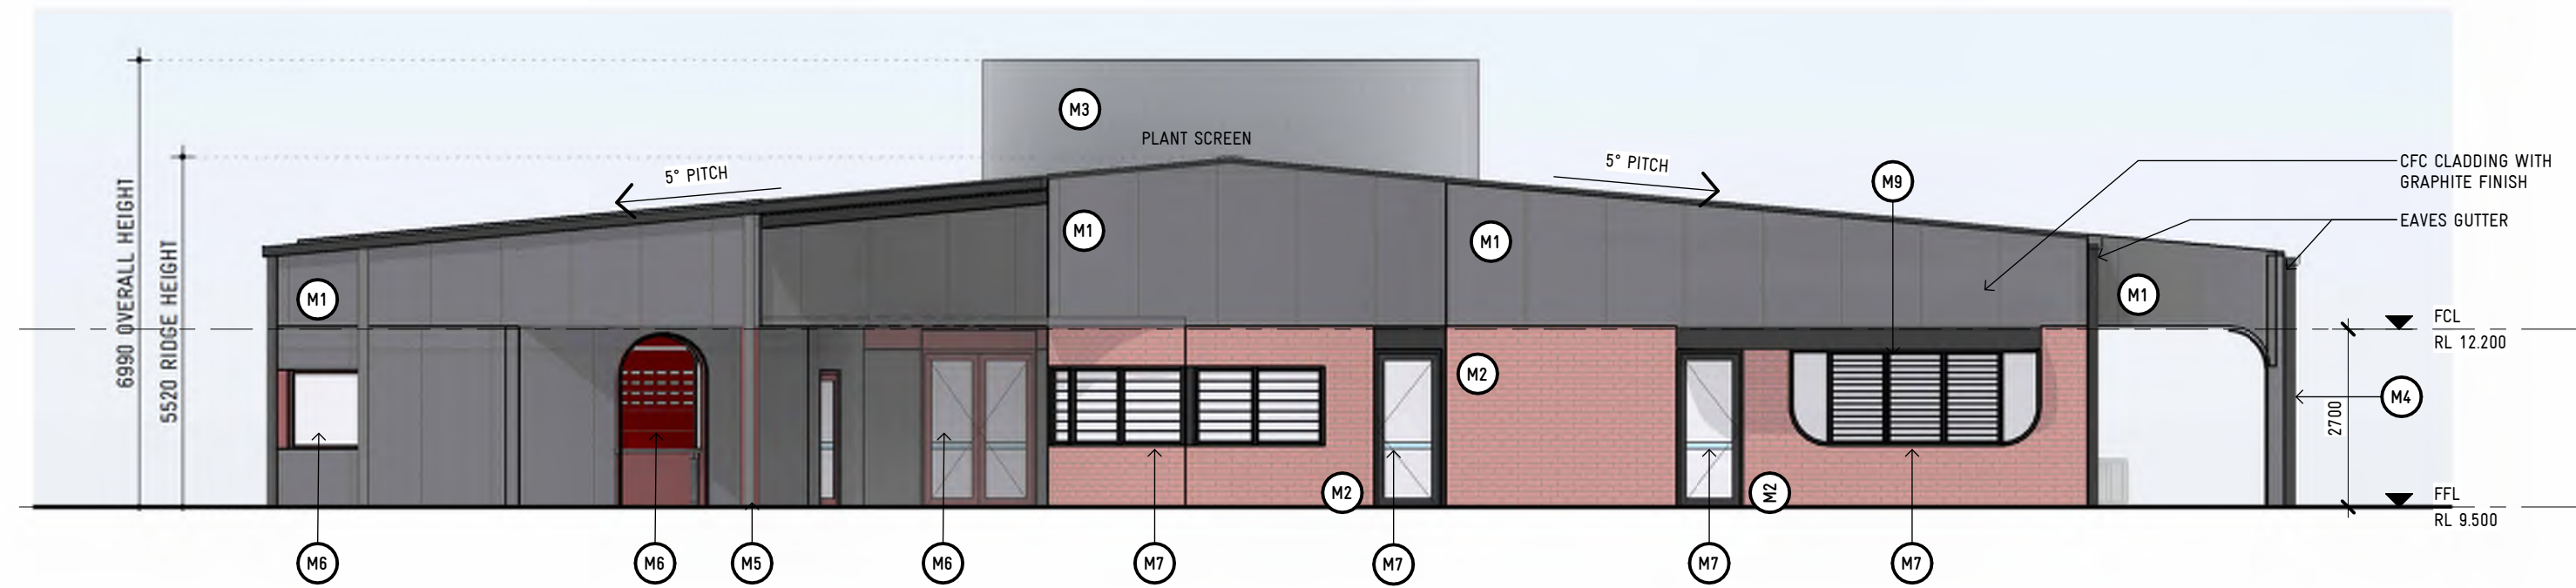 M3
PLANT SCREEN
5° PITCH
5° PITCH
M9
CFC CLADDING WITH
GRAPHITE FINISH
EAVES GUTTER
6990 OVERALL HEIGHT
5520 RIDGE HEIGHT
M1
M1
M1
M1
FCL
RL 12.200
M2
M4
2700
M2
M2
FFL
RL 9.500
M6
M6
M5
M6
M7
M7
M7
M7